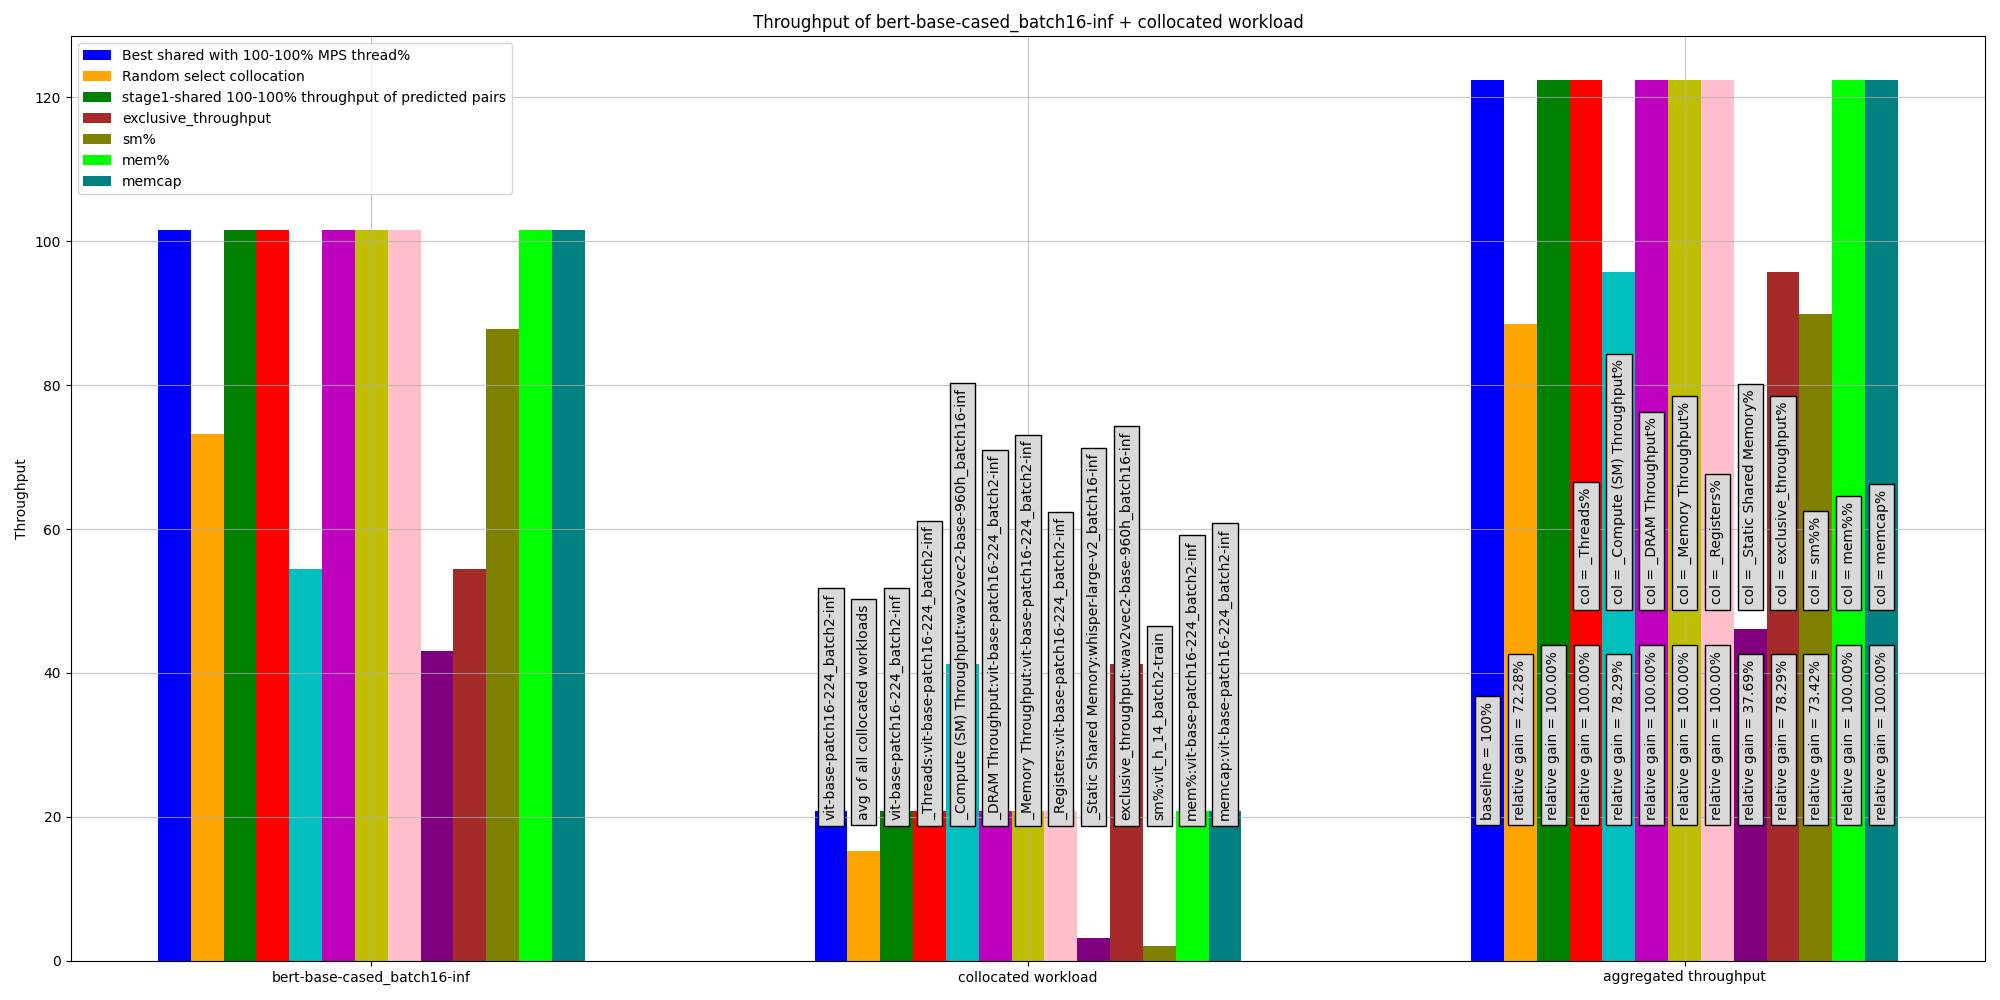 Throughput of bert-base-cased_batch16-inf + collocated workload
Best shared with 100-100% MPS thread%
Random select collocation
stage1-shared 100-100% throughput of predicted pairs
exclusive_throughput
sm%
mem%
memcap
Throughput
120
100
80
60
40
20
0
vit-base-patch16-224_batch2-inf
avg of all collocated workloads
vit-base-patch16-224_batch2-inf
_Threads:vit-base-patch16-224_batch2-inf
_Compute (SM) Throughput:wav2vec2-base-960h_batch16-inf
_DRAM Throughput:vit-base-patch16-224_batch2-inf
_Memory Throughput:vit-base-patch16-224_batch2-inf
_Registers:vit-base-patch16-224_batch2-inf
_Static Shared Memory:whisper-large-v2_batch16-inf
exclusive_throughput:wav2vec2-base-960h_batch16-inf
sm%:vit_h_14_batch2-train
mem%:vit-base-patch16-224_batch2-inf
memcap:vit-base-patch16-224_batch2-inf
col = _Threads%
col = _Compute (SM) Throughput%
col = _DRAM Throughput%
col = _Memory Throughput%
col = _Registers%
col = _Static Shared Memory%
col = exclusive_throughput%
col = sm%%
col = mem%%
col = memcap%
baseline = 100%
relative gain = 72.28%
relative gain = 100.00%
relative gain = 100.00%
relative gain = 78.29%
relative gain = 100.00%
relative gain = 100.00%
relative gain = 100.00%
relative gain = 37.69%
relative gain = 78.29%
relative gain = 73.42%
relative gain = 100.00%
relative gain = 100.00%
bert-base-cased_batch16-inf
collocated workload
aggregated throughput